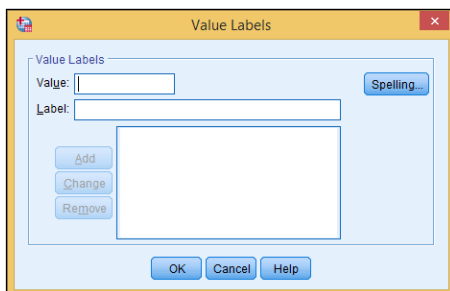 Value Labels
Value Labels
Value:
Spelling...
Label:
Add
Change
Remove
OK Cancel Help